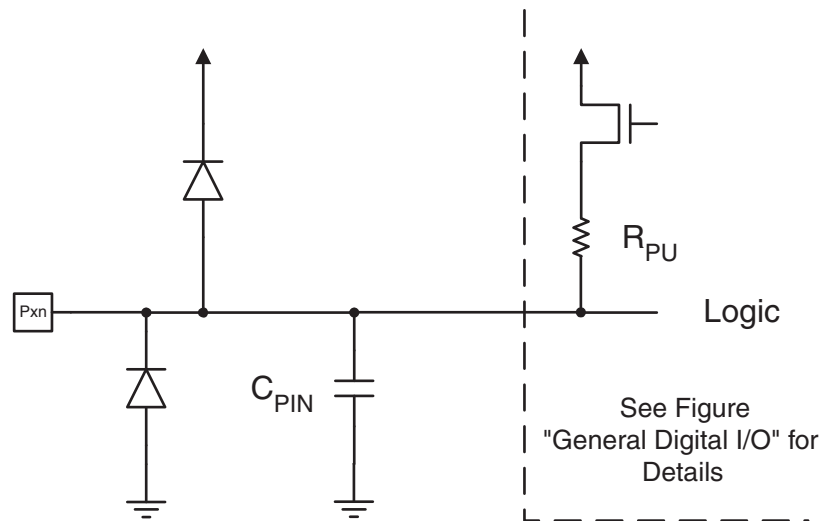 R_PU
Pxn
Logic
C_PIN
See Figure
"General Digital I/O" for
Details